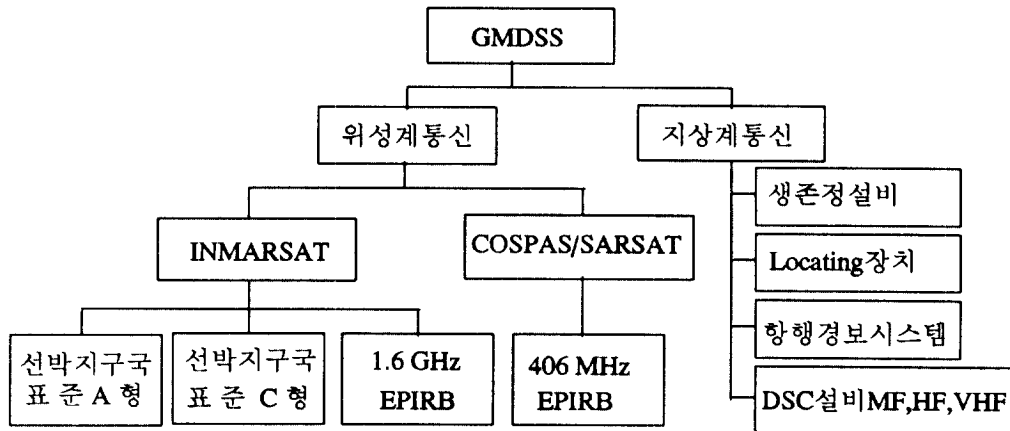 GMDSS
위성계통신
지상계통신
INMARSAT
COSPAS/SARSAT
선박지구국
표준A형
선박지구국
표준 C형
1.6 GHz
EPIRB
406 MHz
EPIRB
생존정설비
Locating장치
항행경보시스템
DSC설비MF,HF,VHF